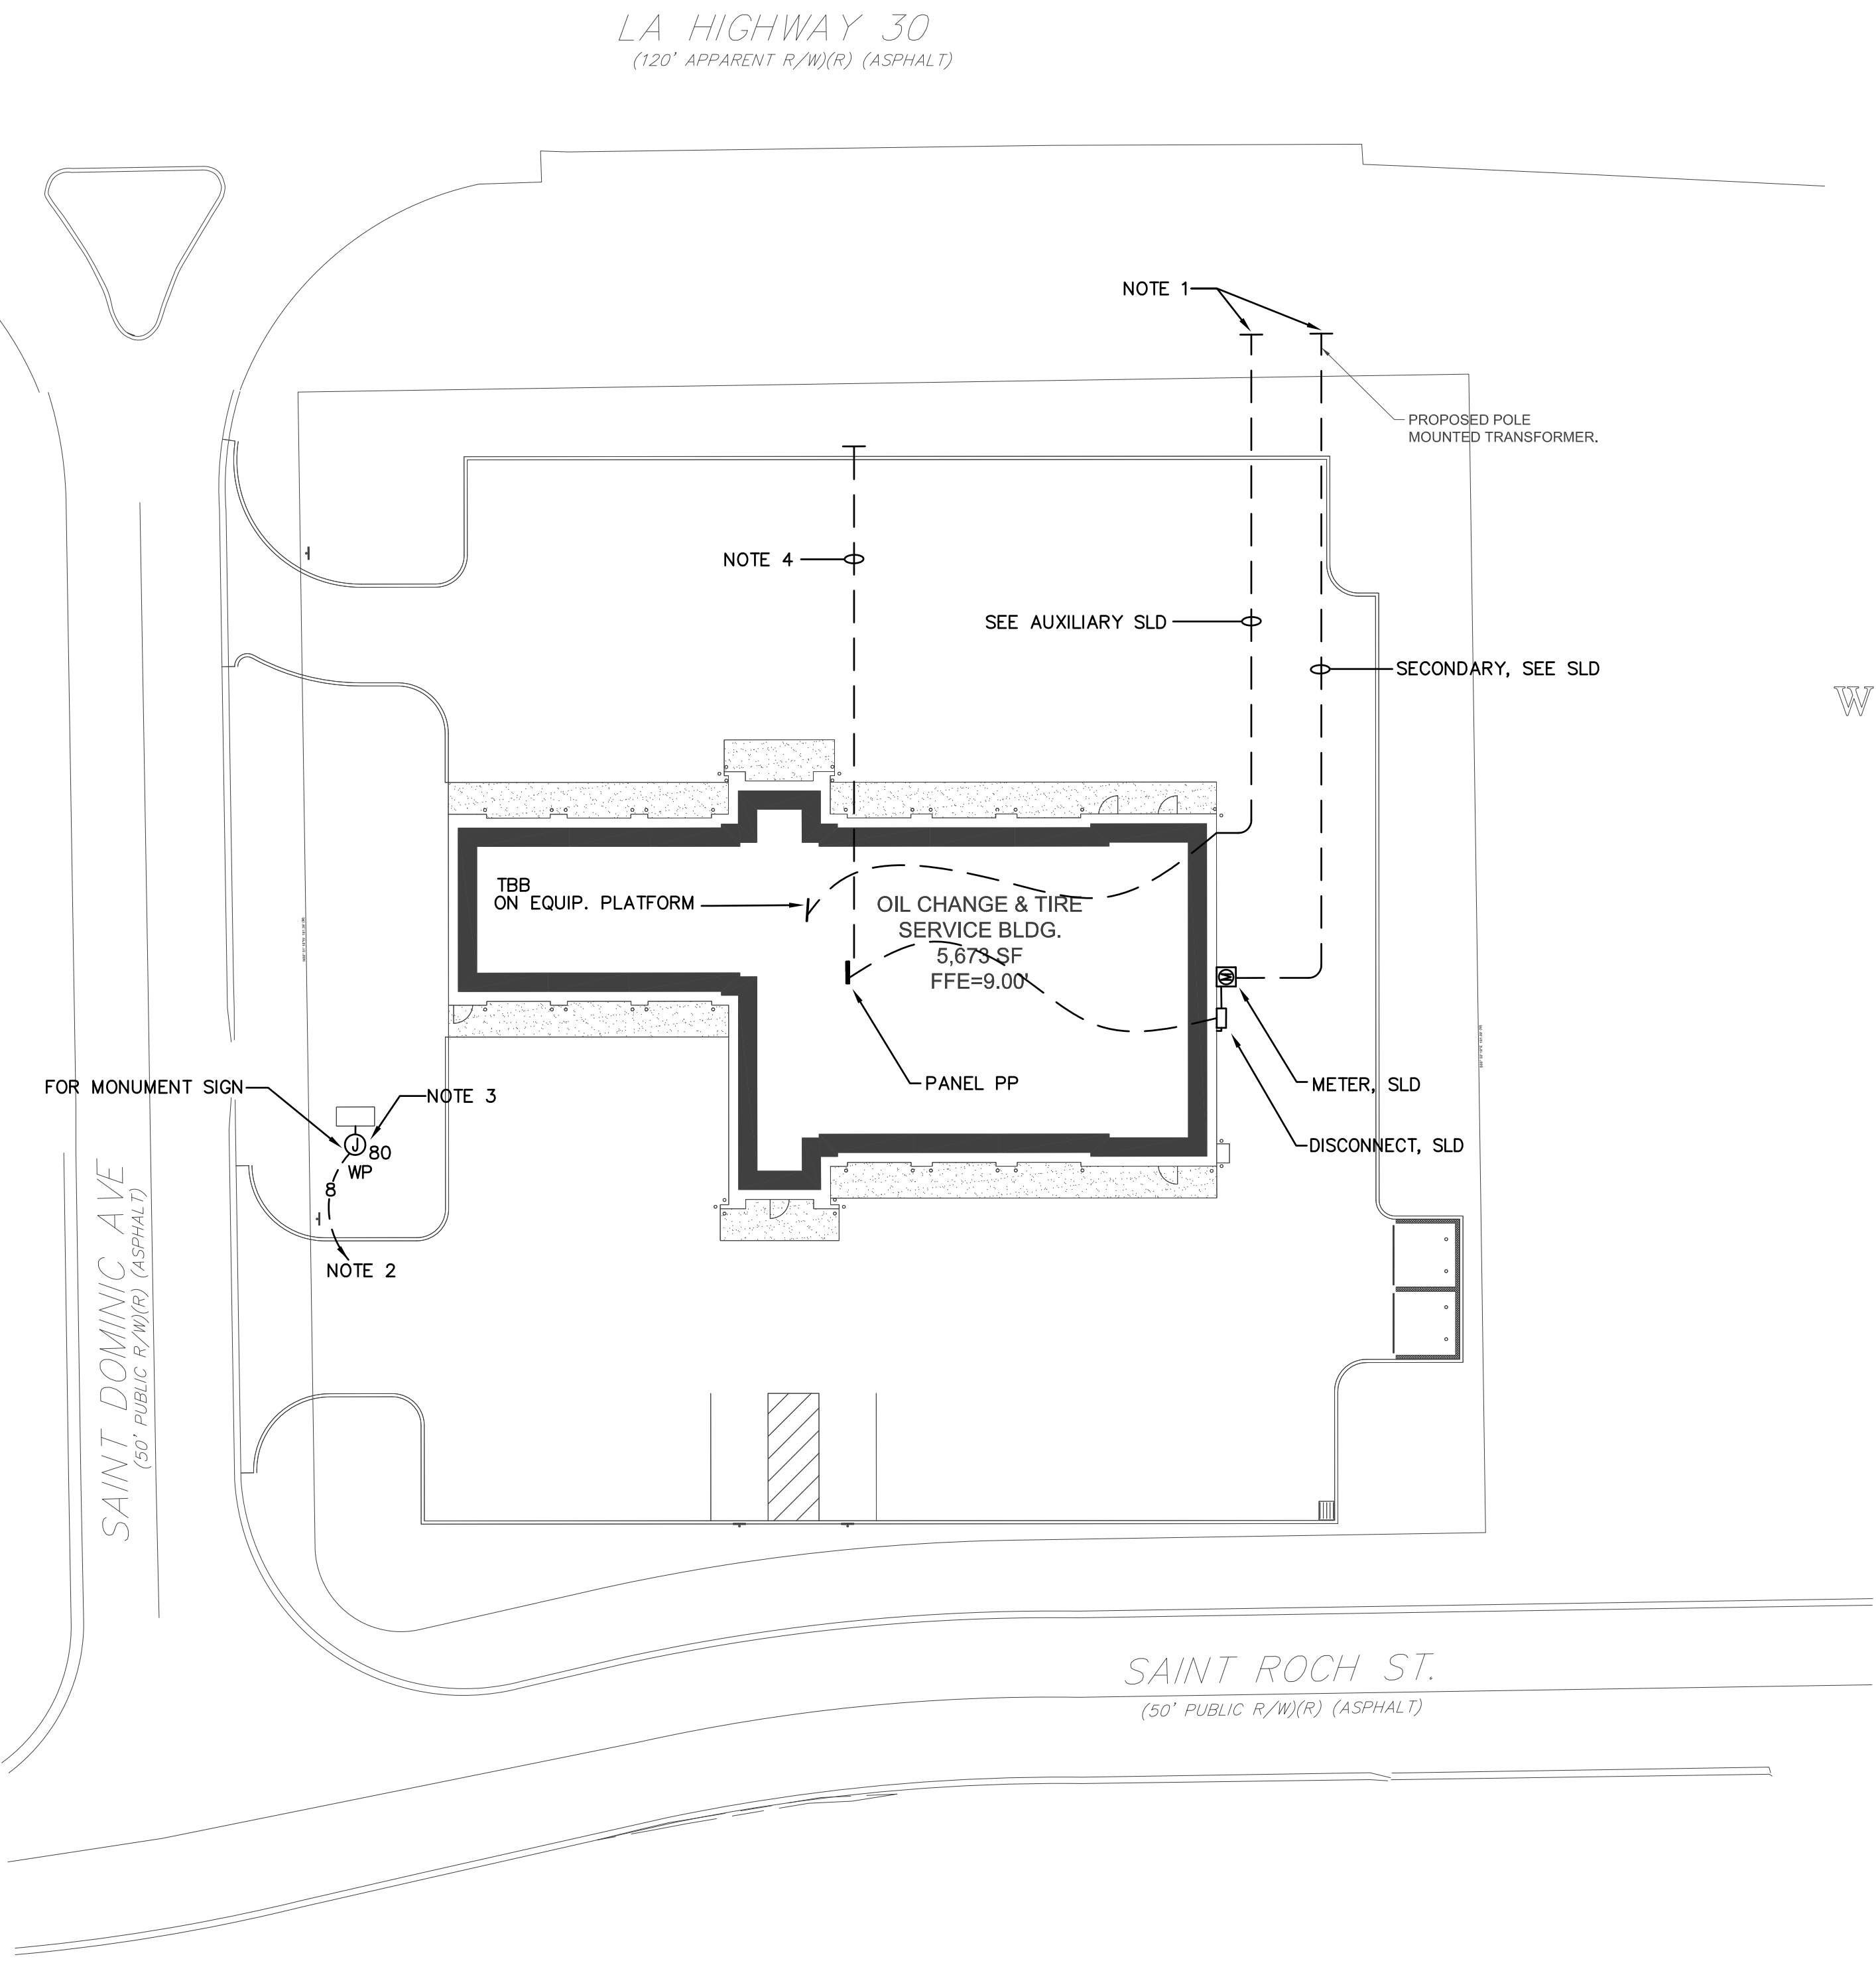 LA HIGHWAY 30
(120' APPARENT R/W)(R) (ASPHALT)
NOTE 1
PROPOSED POLE
MOUNTED TRANSFORMER.
NOTE 4
SEE AUXILIARY SLD
SECONDARY, SEE SLD
W
TBB
ON EQUIP. PLATFORM
OIL CHANGE & TIRE
SERVICE BLDG.
5,673 SF
FFE=9.00'
M
PANEL PP
METER, SLD
DISCONNECT, SLD
FOR MONUMENT SIGN
NOTE 3
J
80
WP
8
NOTE 2
SAINT DOMINIC AVE
(50' PUBLIC R/W)(R) (ASPHALT)
SAINT ROCH ST.
(50' PUBLIC R/W)(R) (ASPHALT)